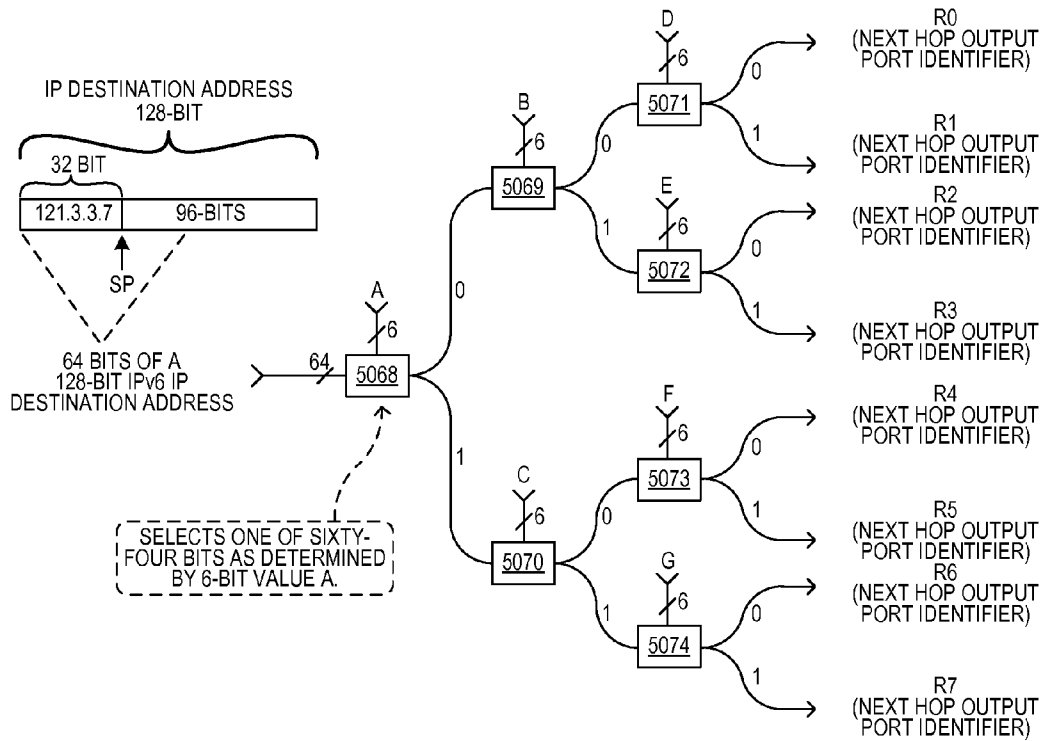 IP DESTINATION ADDRESS
128-BIT
32 BIT
121.3.3.7
96-BITS
SP
64 BITS OF A
128-BIT IPv6 IP
DESTINATION ADDRESS
64
A
6
5068
SELECTS ONE OF SIXTY-
FOUR BITS AS DETERMINED
BY 6-BIT VALUE A.
0
1
B
6
5069
0
1
C
6
5070
0
1
D
6
5071
0
1
E
6
5072
0
1
F
6
5073
0
1
G
6
5074
0
1
R0
(NEXT HOP OUTPUT
PORT IDENTIFIER)
R1
(NEXT HOP OUTPUT
PORT IDENTIFIER)
R2
(NEXT HOP OUTPUT
PORT IDENTIFIER)
R3
(NEXT HOP OUTPUT
PORT IDENTIFIER)
R4
(NEXT HOP OUTPUT
PORT IDENTIFIER)
R5
(NEXT HOP OUTPUT
PORT IDENTIFIER)
R6
(NEXT HOP OUTPUT
PORT IDENTIFIER)
R7
(NEXT HOP OUTPUT
PORT IDENTIFIER)